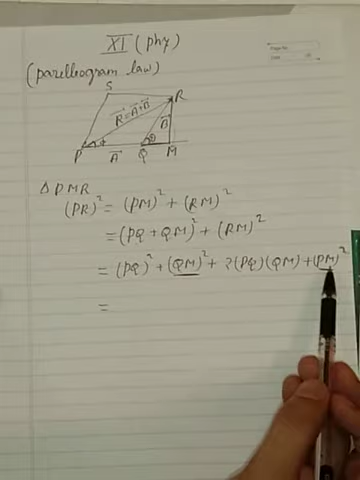 XI (phy)
(parellogram law)
S
R
R⃗ = A⃗+B⃗
B⃗
α
θ
P
A⃗
Q
M
Δ PMR
(PR)² = (PM)² + (RM)²
= (PQ + QM)² + (RM)²
= (PQ)² + (QM)² + 2(PQ)(QM) + (PM)²
=